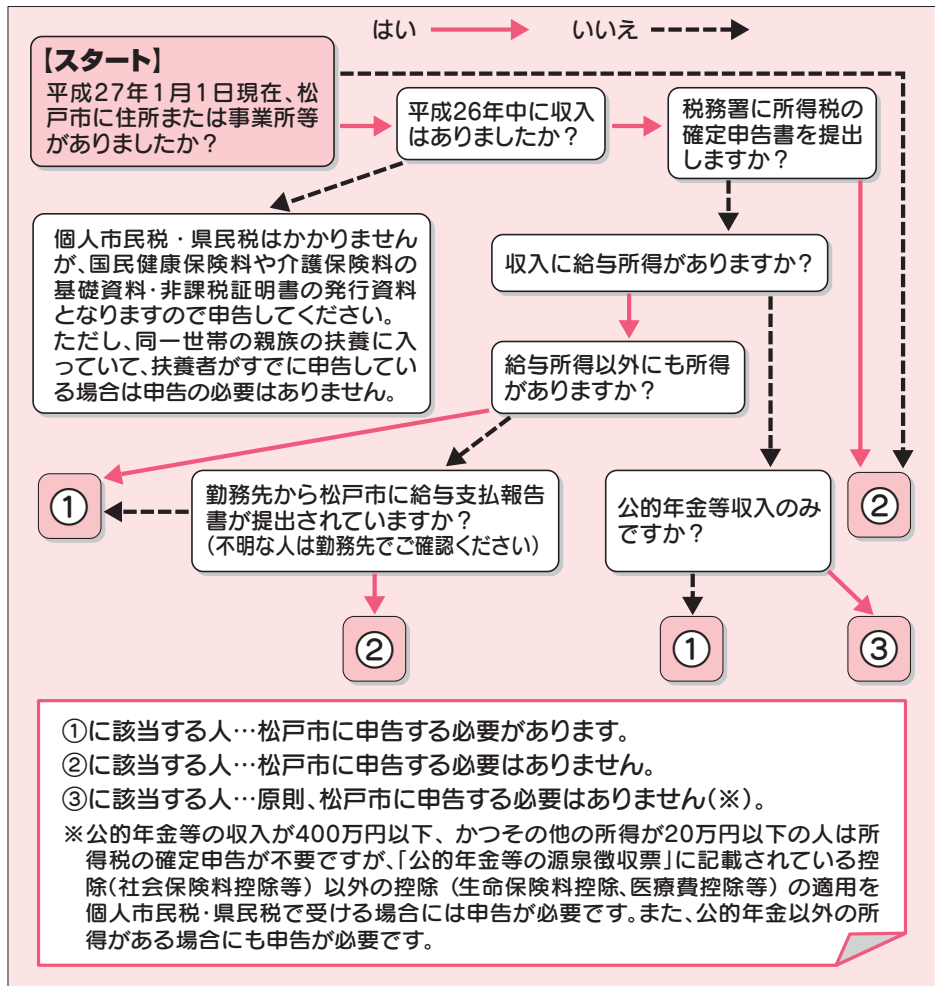 はい
いいえ
【スタート】
平成27年1月1日現在、松
戸市に住所または事業所等
がありましたか？
平成26年中に収入
はありましたか？
税務署に所得税の
確定申告書を提出
しますか？
個人市民税・県民税はかかりません
が、国民健康保険料や介護保険料の
基礎資料・非課税証明書の発行資料
となりますので申告してください。
ただし、同一世帯の親族の扶養に入
っていて、扶養者がすでに申告してい
る場合は申告の必要はありません。
収入に給与所得がありますか？
給与所得以外にも所得
がありますか？
①
勤務先から松戸市に給与支払報告
書が提出されていますか？
（不明な人は勤務先でご確認ください）
公的年金等収入のみ
ですか？
②
②
①
③
①に該当する人…松戸市に申告する必要があります。
②に該当する人…松戸市に申告する必要はありません。
③に該当する人…原則、松戸市に申告する必要はありません(※)。
※公的年金等の収入が400万円以下、かつその他の所得が20万円以下の人は所
得税の確定申告が不要ですが、「公的年金等の源泉徴収票」に記載されている控
除(社会保険料控除等) 以外の控除 (生命保険料控除、医療費控除等) の適用を
個人市民税・県民税で受ける場合には申告が必要です。また、公的年金以外の所
得がある場合にも申告が必要です。